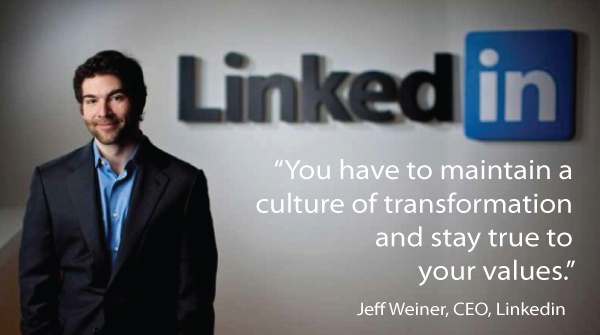 Linkedin
“You have to maintain a
culture of transformation
and stay true to
your values.”
Jeff Weiner, CEO, Linkedin